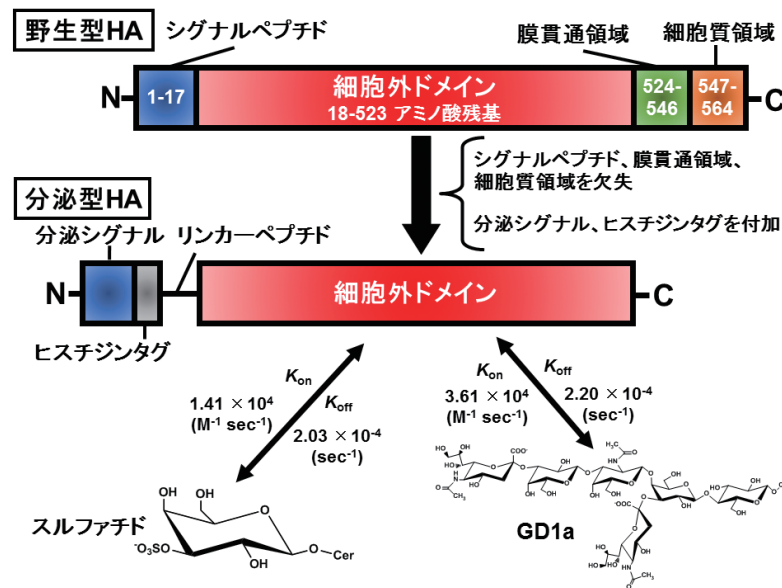 野生型HA
シグナルペプチド
膜貫通領域
細胞質領域
N
1-17
細胞外ドメイン
18-523 アミノ酸残基
524-
546
547-
564
C
シグナルペプチド、膜貫通領域、
細胞質領域を欠失
分泌シグナル、ヒスチジンタグを付加
分泌型HA
分泌シグナル
リンカーペプチド
N
細胞外ドメイン
C
ヒスチジンタグ
Kon
1.41 × 10⁴
(M⁻¹ sec⁻¹)
Koff
2.03 × 10⁻⁴
(sec⁻¹)
Kon
3.61 × 10⁴
(M⁻¹ sec⁻¹)
Koff
2.20 × 10⁻⁴
(sec⁻¹)
スルファチド
OH
OH
⁻O₃SO
O
OH
O
Cer
GD1a